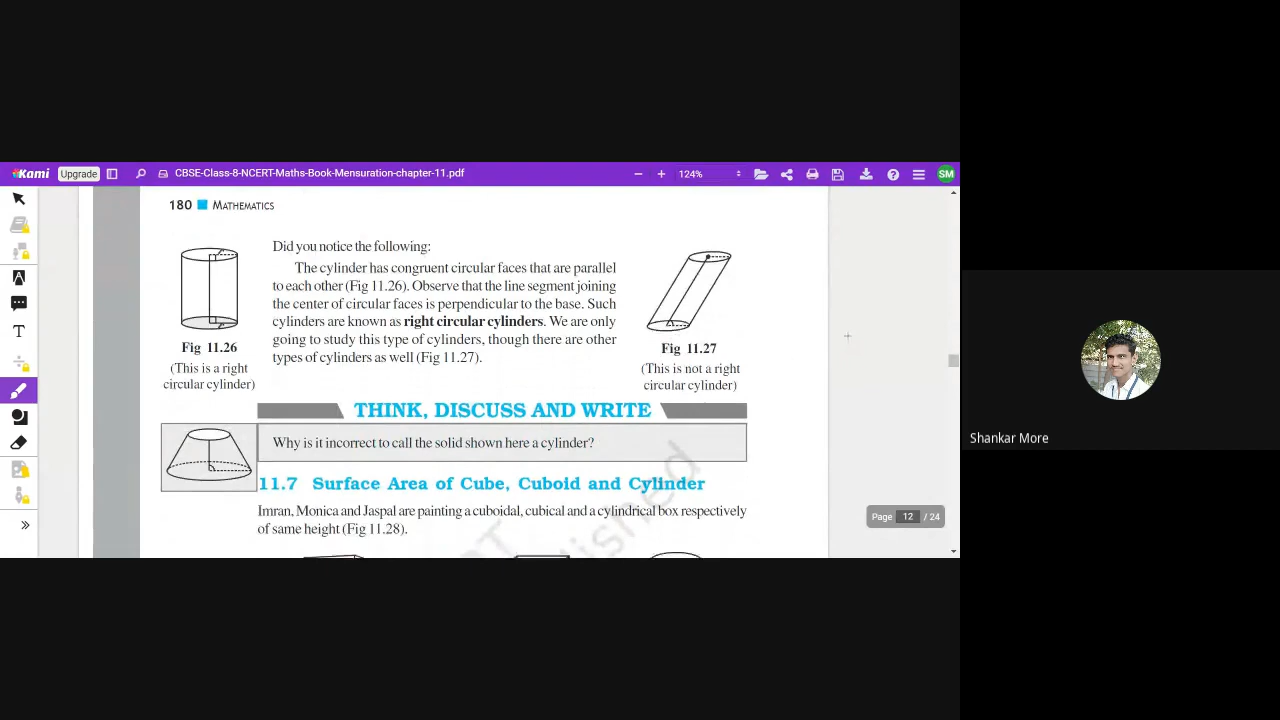 Kami Upgrade CBSE-Class-8-NCERT-Maths-Book-Mensuration-chapter-11.pdf 124% SM
180 MATHEMATICS
Did you notice the following:
The cylinder has congruent circular faces that are parallel
to each other (Fig 11.26). Observe that the line segment joining
the center of circular faces is perpendicular to the base. Such
cylinders are known as right circular cylinders. We are only
going to study this type of cylinders, though there are other
types of cylinders as well (Fig 11.27).
Fig 11.26
(This is a right
circular cylinder)
Fig 11.27
(This is not a right
circular cylinder)
THINK, DISCUSS AND WRITE
Why is it incorrect to call the solid shown here a cylinder?
11.7 Surface Area of Cube, Cuboid and Cylinder
Imran, Monica and Jaspal are painting a cuboidal, cubical and a cylindrical box respectively
of same height (Fig 11.28).
Page 12 / 24
Shankar More